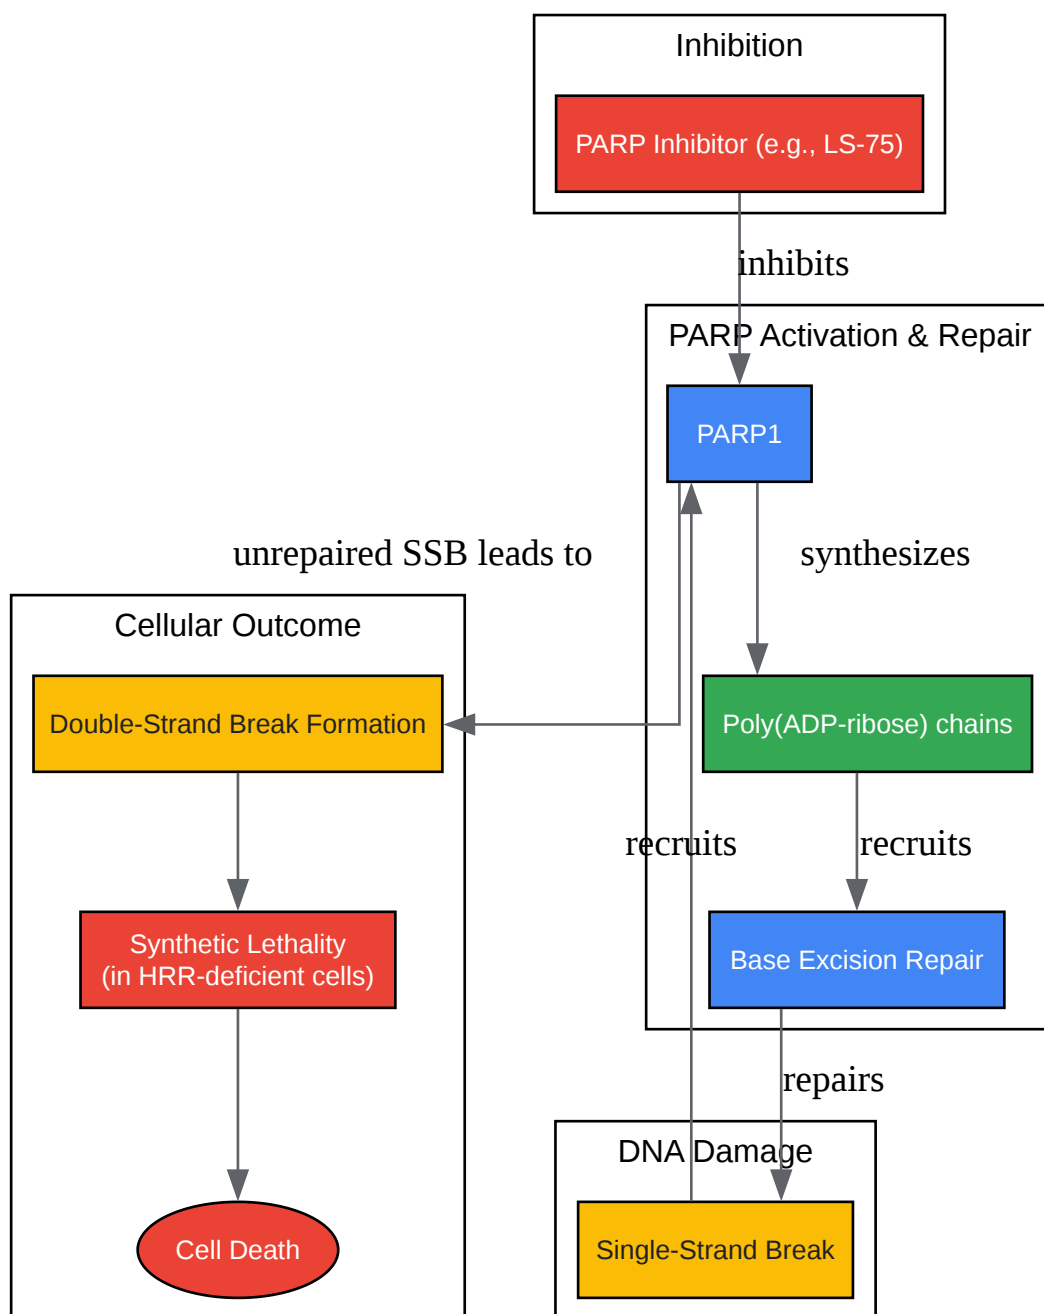 Inhibition
PARP Inhibitor (e.g., LS-75)
inhibits
PARP Activation & Repair
PARP1
unrepaired SSB leads to
synthesizes
Cellular Outcome
Double-Strand Break Formation
Poly(ADP-ribose) chains
recruits
recruits
Synthetic Lethality
(in HRR-deficient cells)
Base Excision Repair
repairs
DNA Damage
Cell Death
Single-Strand Break